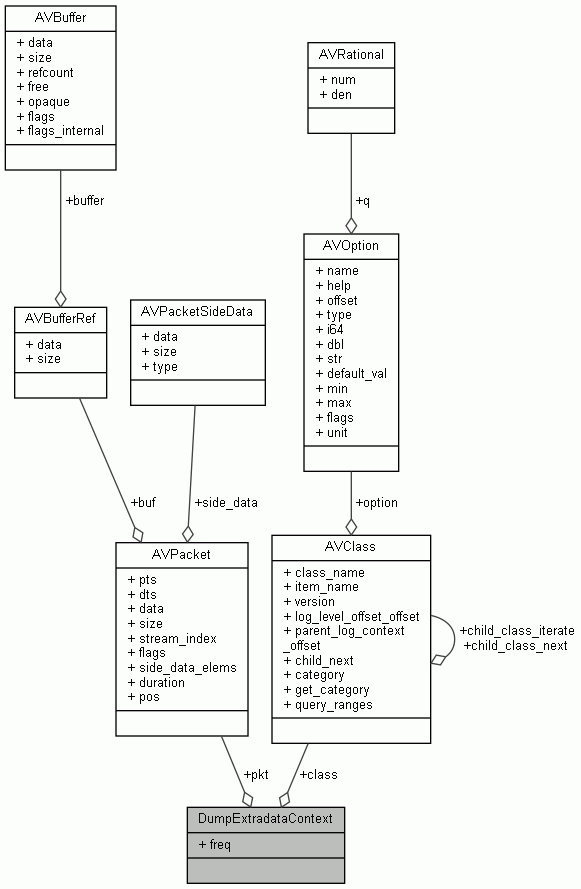 AVBuffer
+ data
+ size
+ refcount
+ free
+ opaque
+ flags
+ flags_internal
AVRational
+ num
+ den
+buffer
+q
AVBufferRef
+ data
+ size
AVPacketSideData
+ data
+ size
+ type
AVOption
+ name
+ help
+ offset
+ type
+ i64
+ dbl
+ str
+ default_val
+ min
+ max
+ flags
+ unit
+buf
+side_data
+option
AVPacket
+ pts
+ dts
+ data
+ size
+ stream_index
+ flags
+ side_data_elems
+ duration
+ pos
AVClass
+ class_name
+ item_name
+ version
+ log_level_offset_offset
+ parent_log_context
_offset
+ child_next
+ category
+ get_category
+ query_ranges
+child_class_iterate
+child_class_next
+pkt
+class
DumpExtradataContext
+ freq